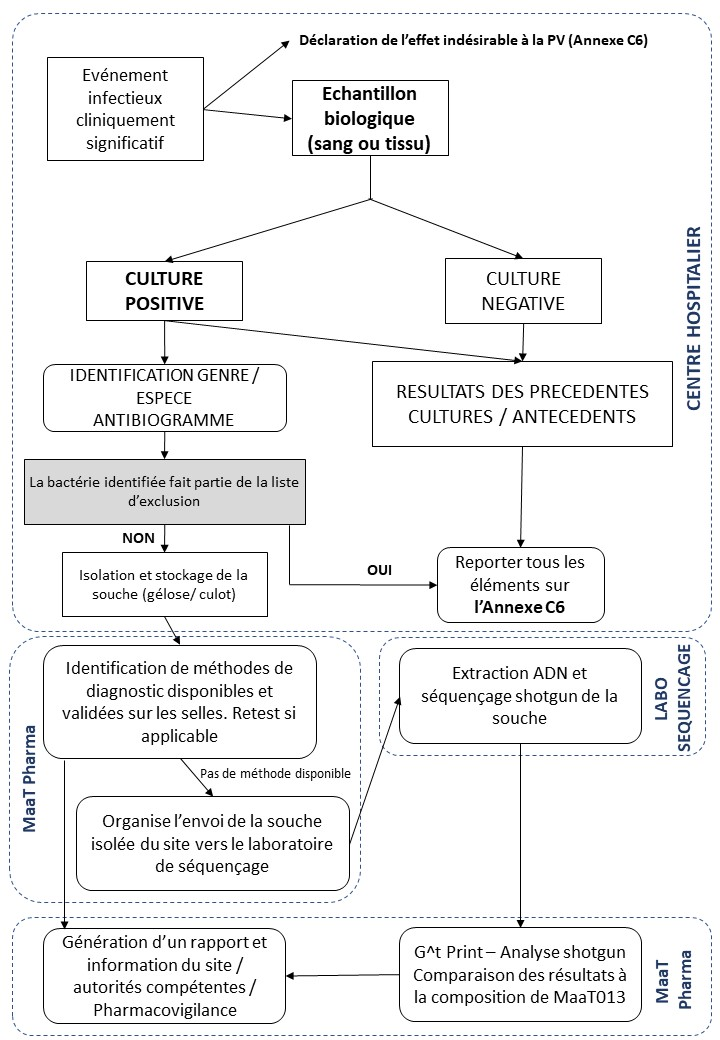 Déclaration de l'effet indésirable à la PV (Annexe C6)
Evénement
infectieux
cliniquement
significatif
Echantillon
biologique
(sang ou tissu)
CENTRE HOSPITALIER
CULTURE
POSITIVE
CULTURE
NEGATIVE
IDENTIFICATION GENRE /
ESPECE
ANTIBIOGRAMME
RESULTATS DES PRECEDENTES
CULTURES / ANTECEDENTS
La bactérie identifiée fait partie de la liste
d'exclusion
NON
OUI
Isolation et stockage de la
souche (gélose/ culot)
Reporter tous les
éléments sur
l'Annexe C6
MaaT Pharma
Identification de méthodes de
diagnostic disponibles et
validées sur les selles. Retest si
applicable
Pas de méthode disponible
Organise l'envoi de la souche
isolée du site vers le laboratoire
de séquençage
Extraction ADN et
séquençage shotgun de la
souche
LABO
SEQUENCAGE
Génération d'un rapport et
information du site /
autorités compétentes /
Pharmacovigilance
G^t Print – Analyse shotgun
Comparaison des résultats à
la composition de MaaT013
MaaT
Pharma